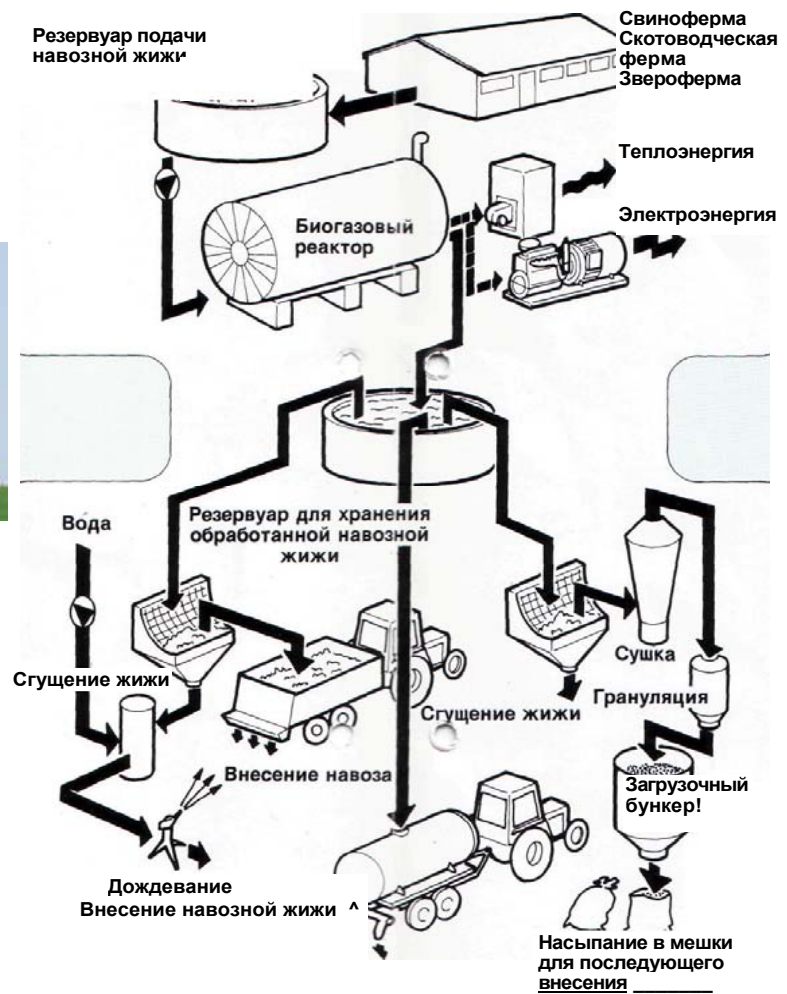 Резервуар подачи
навозной жижи
Свиноферма
Скотоводческая
ферма
Звероферма
Теплоэнергия
Электроэнергия
Биогазовый
реактор
Вода
Резервуар для хранения
обработанной навозной
жижи
Сушка
Сгущение жижи
Грануляция
Сгущение жижи
Внесение навоза
Загрузочный
бункер!
Дождевание
Внесение навозной жижи ^
Насыпание в мешки
для последующего
внесения